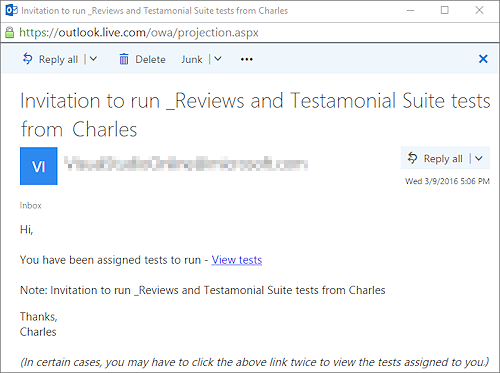 Invitation to run _Reviews and Testamonial Suite tests from Charles
https://outlook.live.com/owa/projection.aspx
Reply all Delete Junk
Invitation to run _Reviews and Testamonial Suite tests
from Charles
VI
Reply all
Wed 3/9/2016 5:06 PM
Inbox
Hi,
You have been assigned tests to run - View tests
Note: Invitation to run _Reviews and Testamonial Suite tests from Charles
Thanks,
Charles
(In certain cases, you may have to click the above link twice to view the tests assigned to you.)